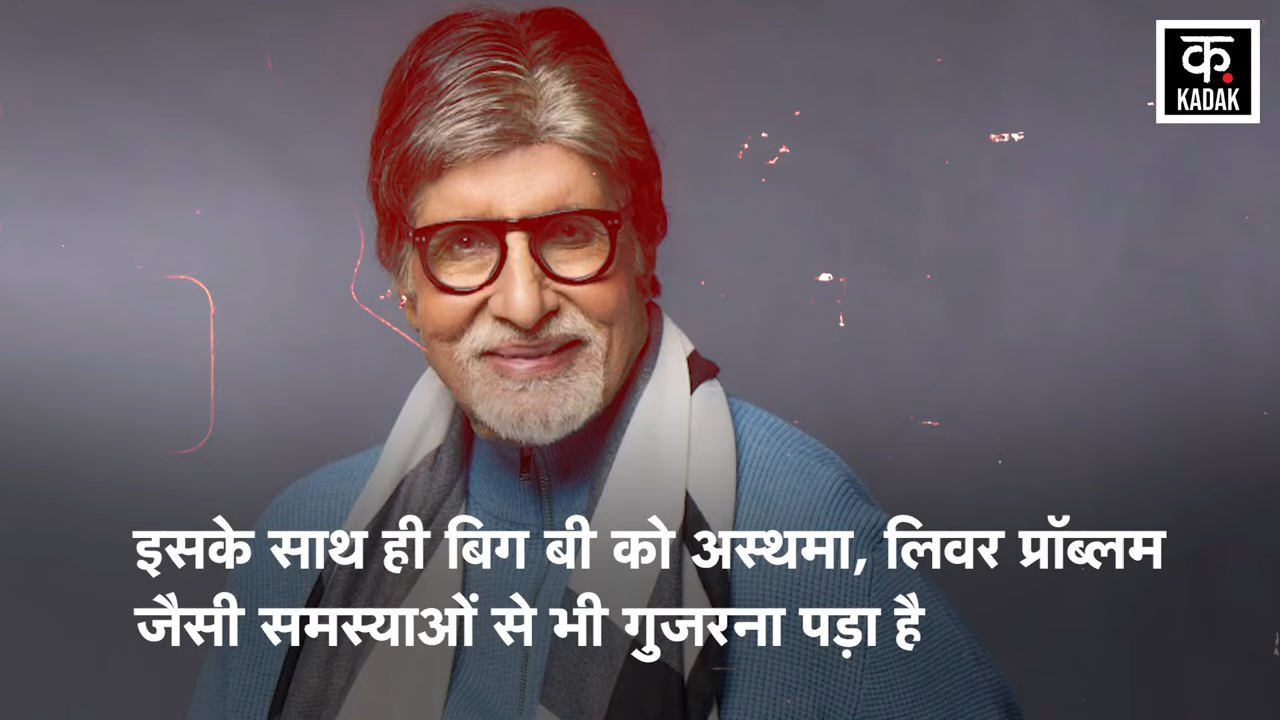 क.
KADAK
इसके साथ ही बिग बी को अस्थमा, लिवर प्रॉब्लम
जैसी समस्याओं से भी गुजरना पड़ा है